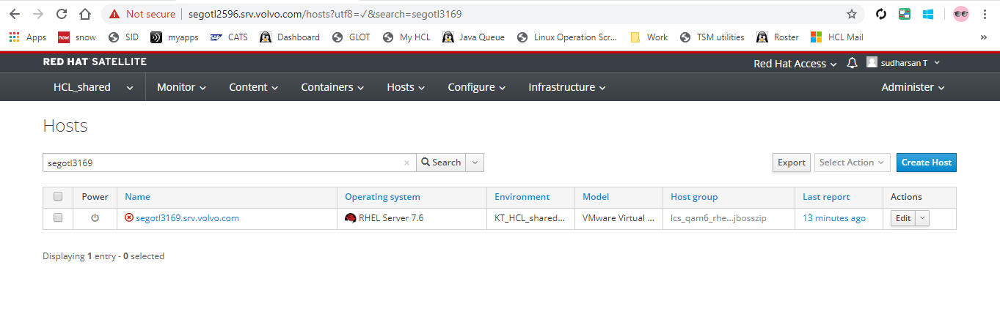 Not secure segotl2596.srv.volvo.com/hosts?utf8=✓&search=segotl3169
Apps now snow SID myapps SAP CATS Dashboard GLOT My HCL Java Queue Linux Operation Scr... Work TSM utilities Roster HCL Mail »
RED HAT SATELLITE Red Hat Access sudharsan T
HCL_shared Monitor Content Containers Hosts Configure Infrastructure Administer
Hosts
segotl3169 × Search Export Select Action Create Host
Power Name Operating system Environment Model Host group Last report Actions
segotl3169.srv.volvo.com RHEL Server 7.6 KT_HCL_shared... VMware Virtual ... lcs_qam6_rhe...jbosszip 13 minutes ago Edit
Displaying 1 entry - 0 selected